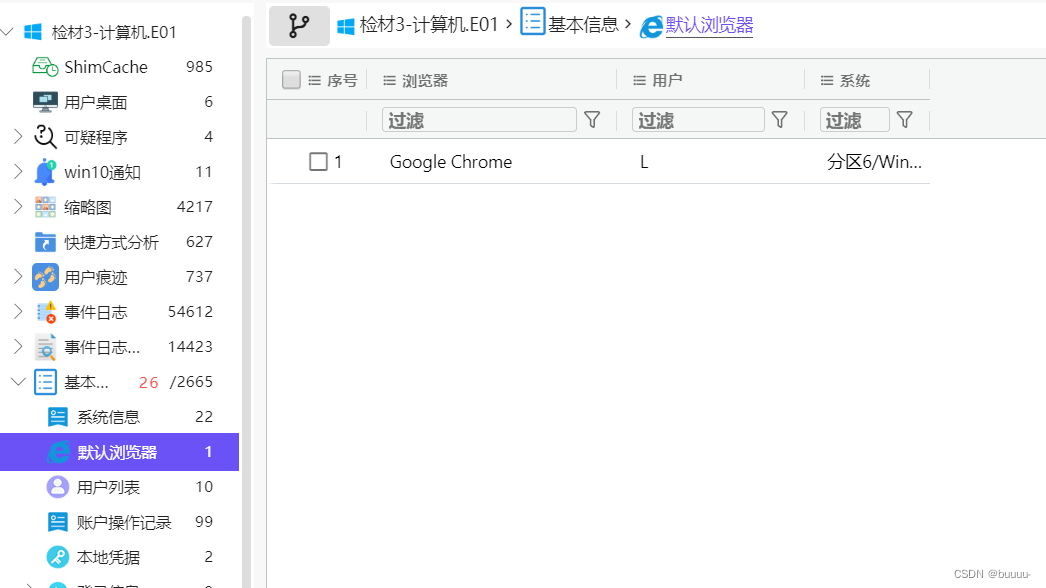 检材3-计算机.E01
ShimCache 985
用户桌面 6
可疑程序 4
win10通知 11
缩略图 4217
快捷方式分析 627
用户痕迹 737
事件日志 54612
事件日志... 14423
基本... 26 /2665
系统信息 22
默认浏览器 1
用户列表 10
账户操作记录 99
本地凭据 2
检材3-计算机.E01 › 基本信息 › 默认浏览器
序号 浏览器 用户 系统
过滤 过滤 过滤
1 Google Chrome L 分区6/Win...
CSDN @buuuu-